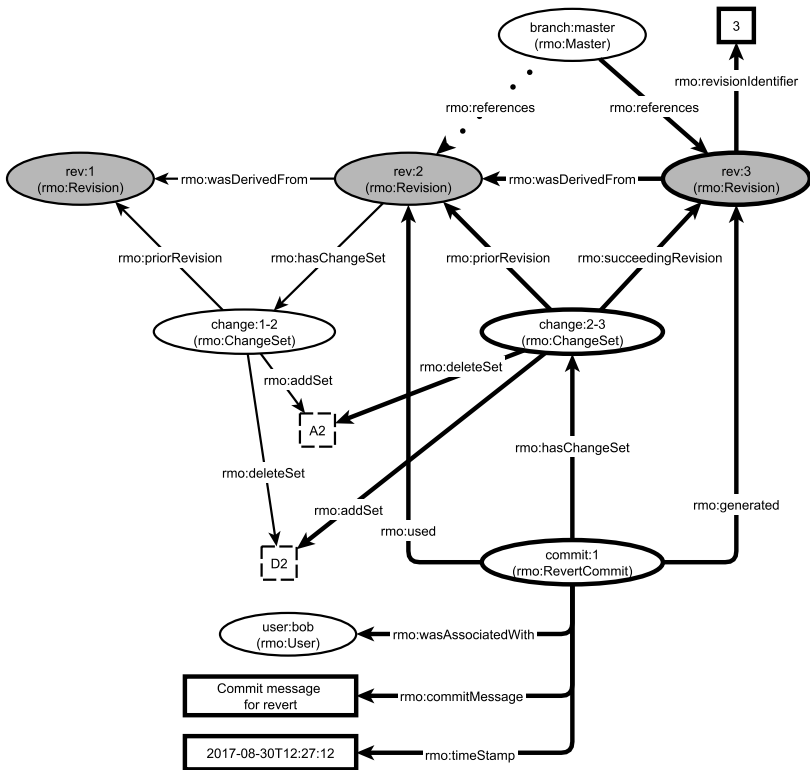 branch:master
(rmo:Master)
3
rmo:revisionIdentifier
rmo:references
rmo:references
rev:1
(rmo:Revision)
rmo:wasDerivedFrom
rev:2
(rmo:Revision)
rmo:wasDerivedFrom
rev:3
(rmo:Revision)
rmo:priorRevision
rmo:hasChangeSet
rmo:priorRevision
rmo:succeedingRevision
change:1-2
(rmo:ChangeSet)
change:2-3
(rmo:ChangeSet)
rmo:addSet
rmo:deleteSet
A2
rmo:hasChangeSet
rmo:deleteSet
rmo:addSet
rmo:used
rmo:generated
D2
commit:1
(rmo:RevertCommit)
user:bob
(rmo:User)
rmo:wasAssociatedWith
Commit message
for revert
rmo:commitMessage
2017-08-30T12:27:12
rmo:timeStamp